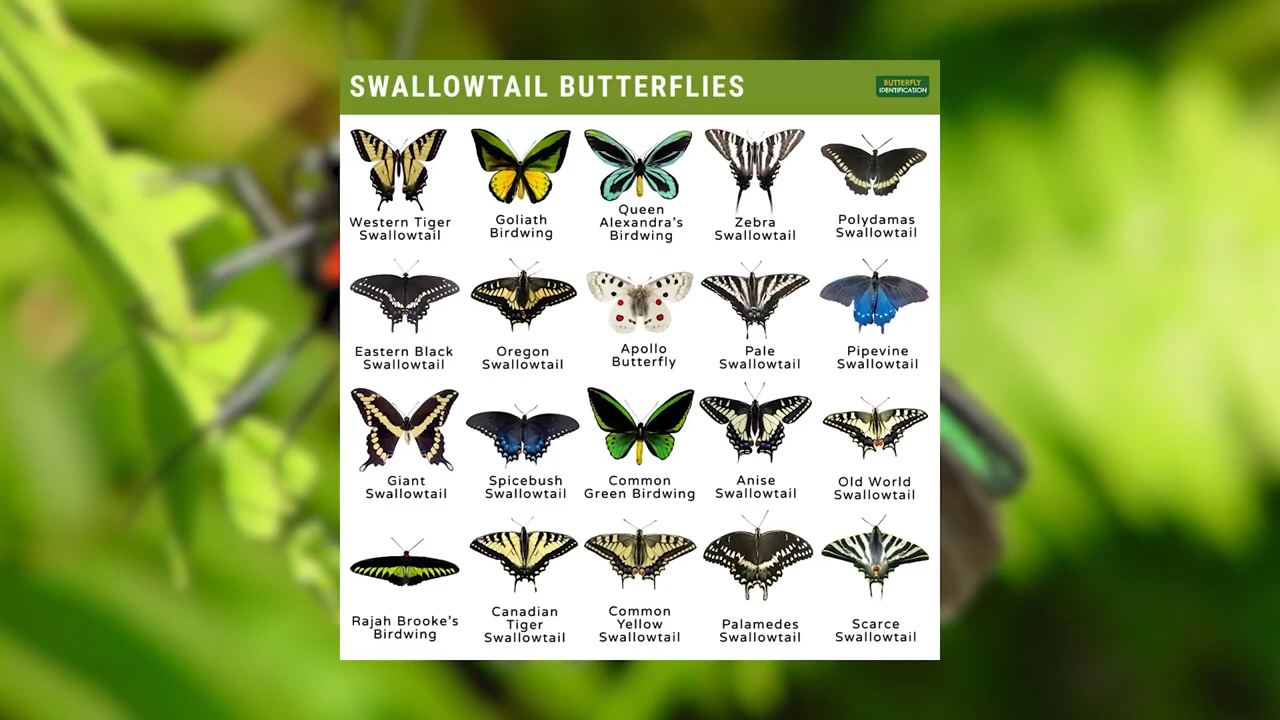 SWALLOWTAIL BUTTERFLIES
BUTTERFLY
IDENTIFICATION
Western Tiger
Swallowtail
Goliath
Birdwing
Queen
Alexandra's
Birdwing
Zebra
Swallowtail
Polydamas
Swallowtail
Eastern Black
Swallowtail
Oregon
Swallowtail
Apollo
Butterfly
Pale
Swallowtail
Pipevine
Swallowtail
Giant
Swallowtail
Spicebush
Swallowtail
Common
Green Birdwing
Anise
Swallowtail
Old World
Swallowtail
Rajah Brooke's
Birdwing
Canadian
Tiger
Swallowtail
Common
Yellow
Swallowtail
Palamedes
Swallowtail
Scarce
Swallowtail